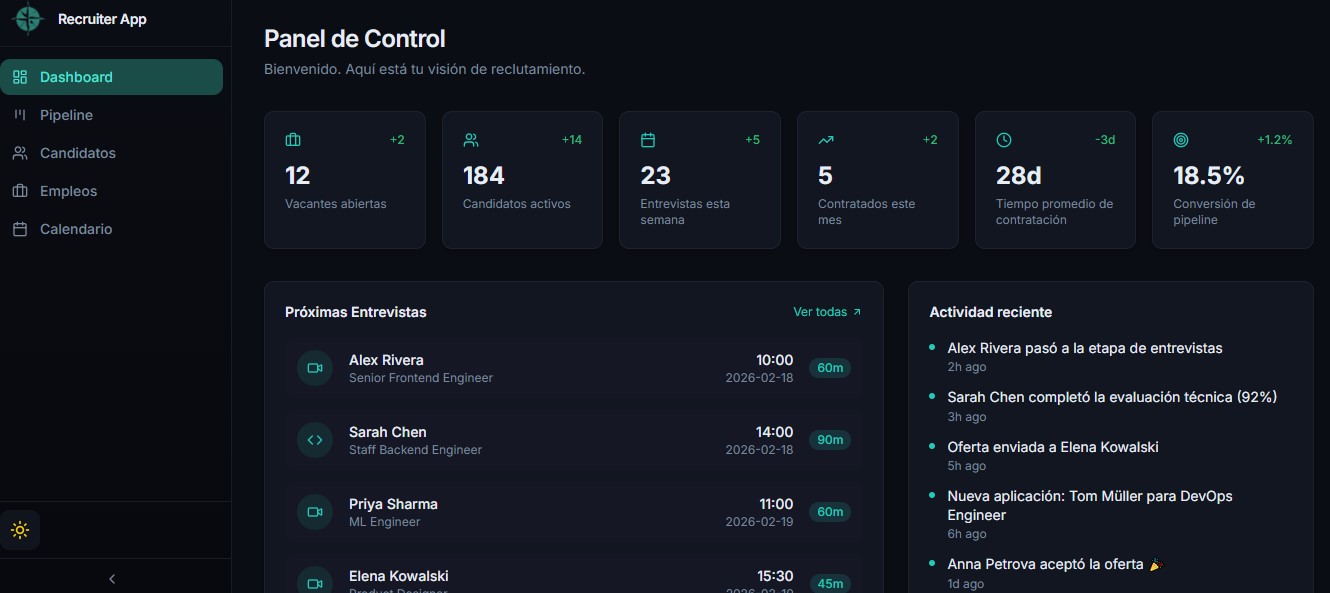 Recruiter App
Dashboard
Pipeline
Candidatos
Empleos
Calendario
Panel de Control
Bienvenido. Aquí está tu visión de reclutamiento.
+2
12
Vacantes abiertas
+14
184
Candidatos activos
+5
23
Entrevistas esta
semana
+2
5
Contratados este
mes
-3d
28d
Tiempo promedio de
contratación
+1.2%
18.5%
Conversión de
pipeline
Próximas Entrevistas
Ver todas
Alex Rivera
Senior Frontend Engineer
10:00
2026-02-18
60m
Sarah Chen
Staff Backend Engineer
14:00
2026-02-18
90m
Priya Sharma
ML Engineer
11:00
2026-02-19
60m
Elena Kowalski
Product Designer
15:30
2026-02-19
45m
Actividad reciente
Alex Rivera pasó a la etapa de entrevistas
2h ago
Sarah Chen completó la evaluación técnica (92%)
3h ago
Oferta enviada a Elena Kowalski
5h ago
Nueva aplicación: Tom Müller para DevOps
Engineer
6h ago
Anna Petrova aceptó la oferta 🎉
1d ago